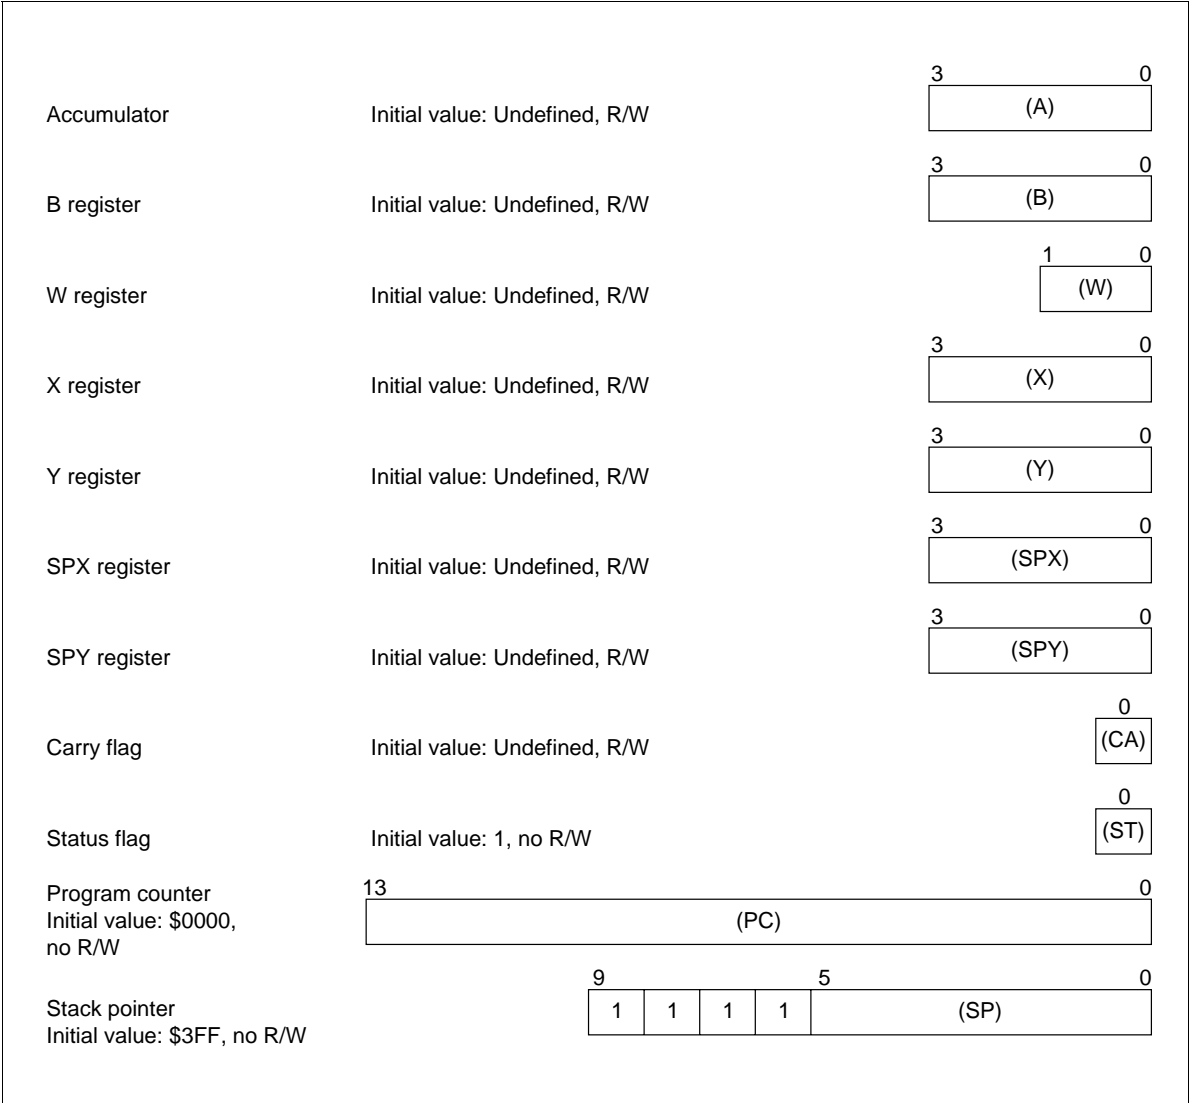 3 0
Accumulator Initial value: Undefined, R/W (A)
3 0
B register Initial value: Undefined, R/W (B)
1 0
W register Initial value: Undefined, R/W (W)
3 0
X register Initial value: Undefined, R/W (X)
3 0
Y register Initial value: Undefined, R/W (Y)
3 0
SPX register Initial value: Undefined, R/W (SPX)
3 0
SPY register Initial value: Undefined, R/W (SPY)
0
Carry flag Initial value: Undefined, R/W (CA)
0
Status flag Initial value: 1, no R/W (ST)
Program counter 13 0
Initial value: $0000, (PC)
no R/W
9 5 0
Stack pointer 1 1 1 1 (SP)
Initial value: $3FF, no R/W